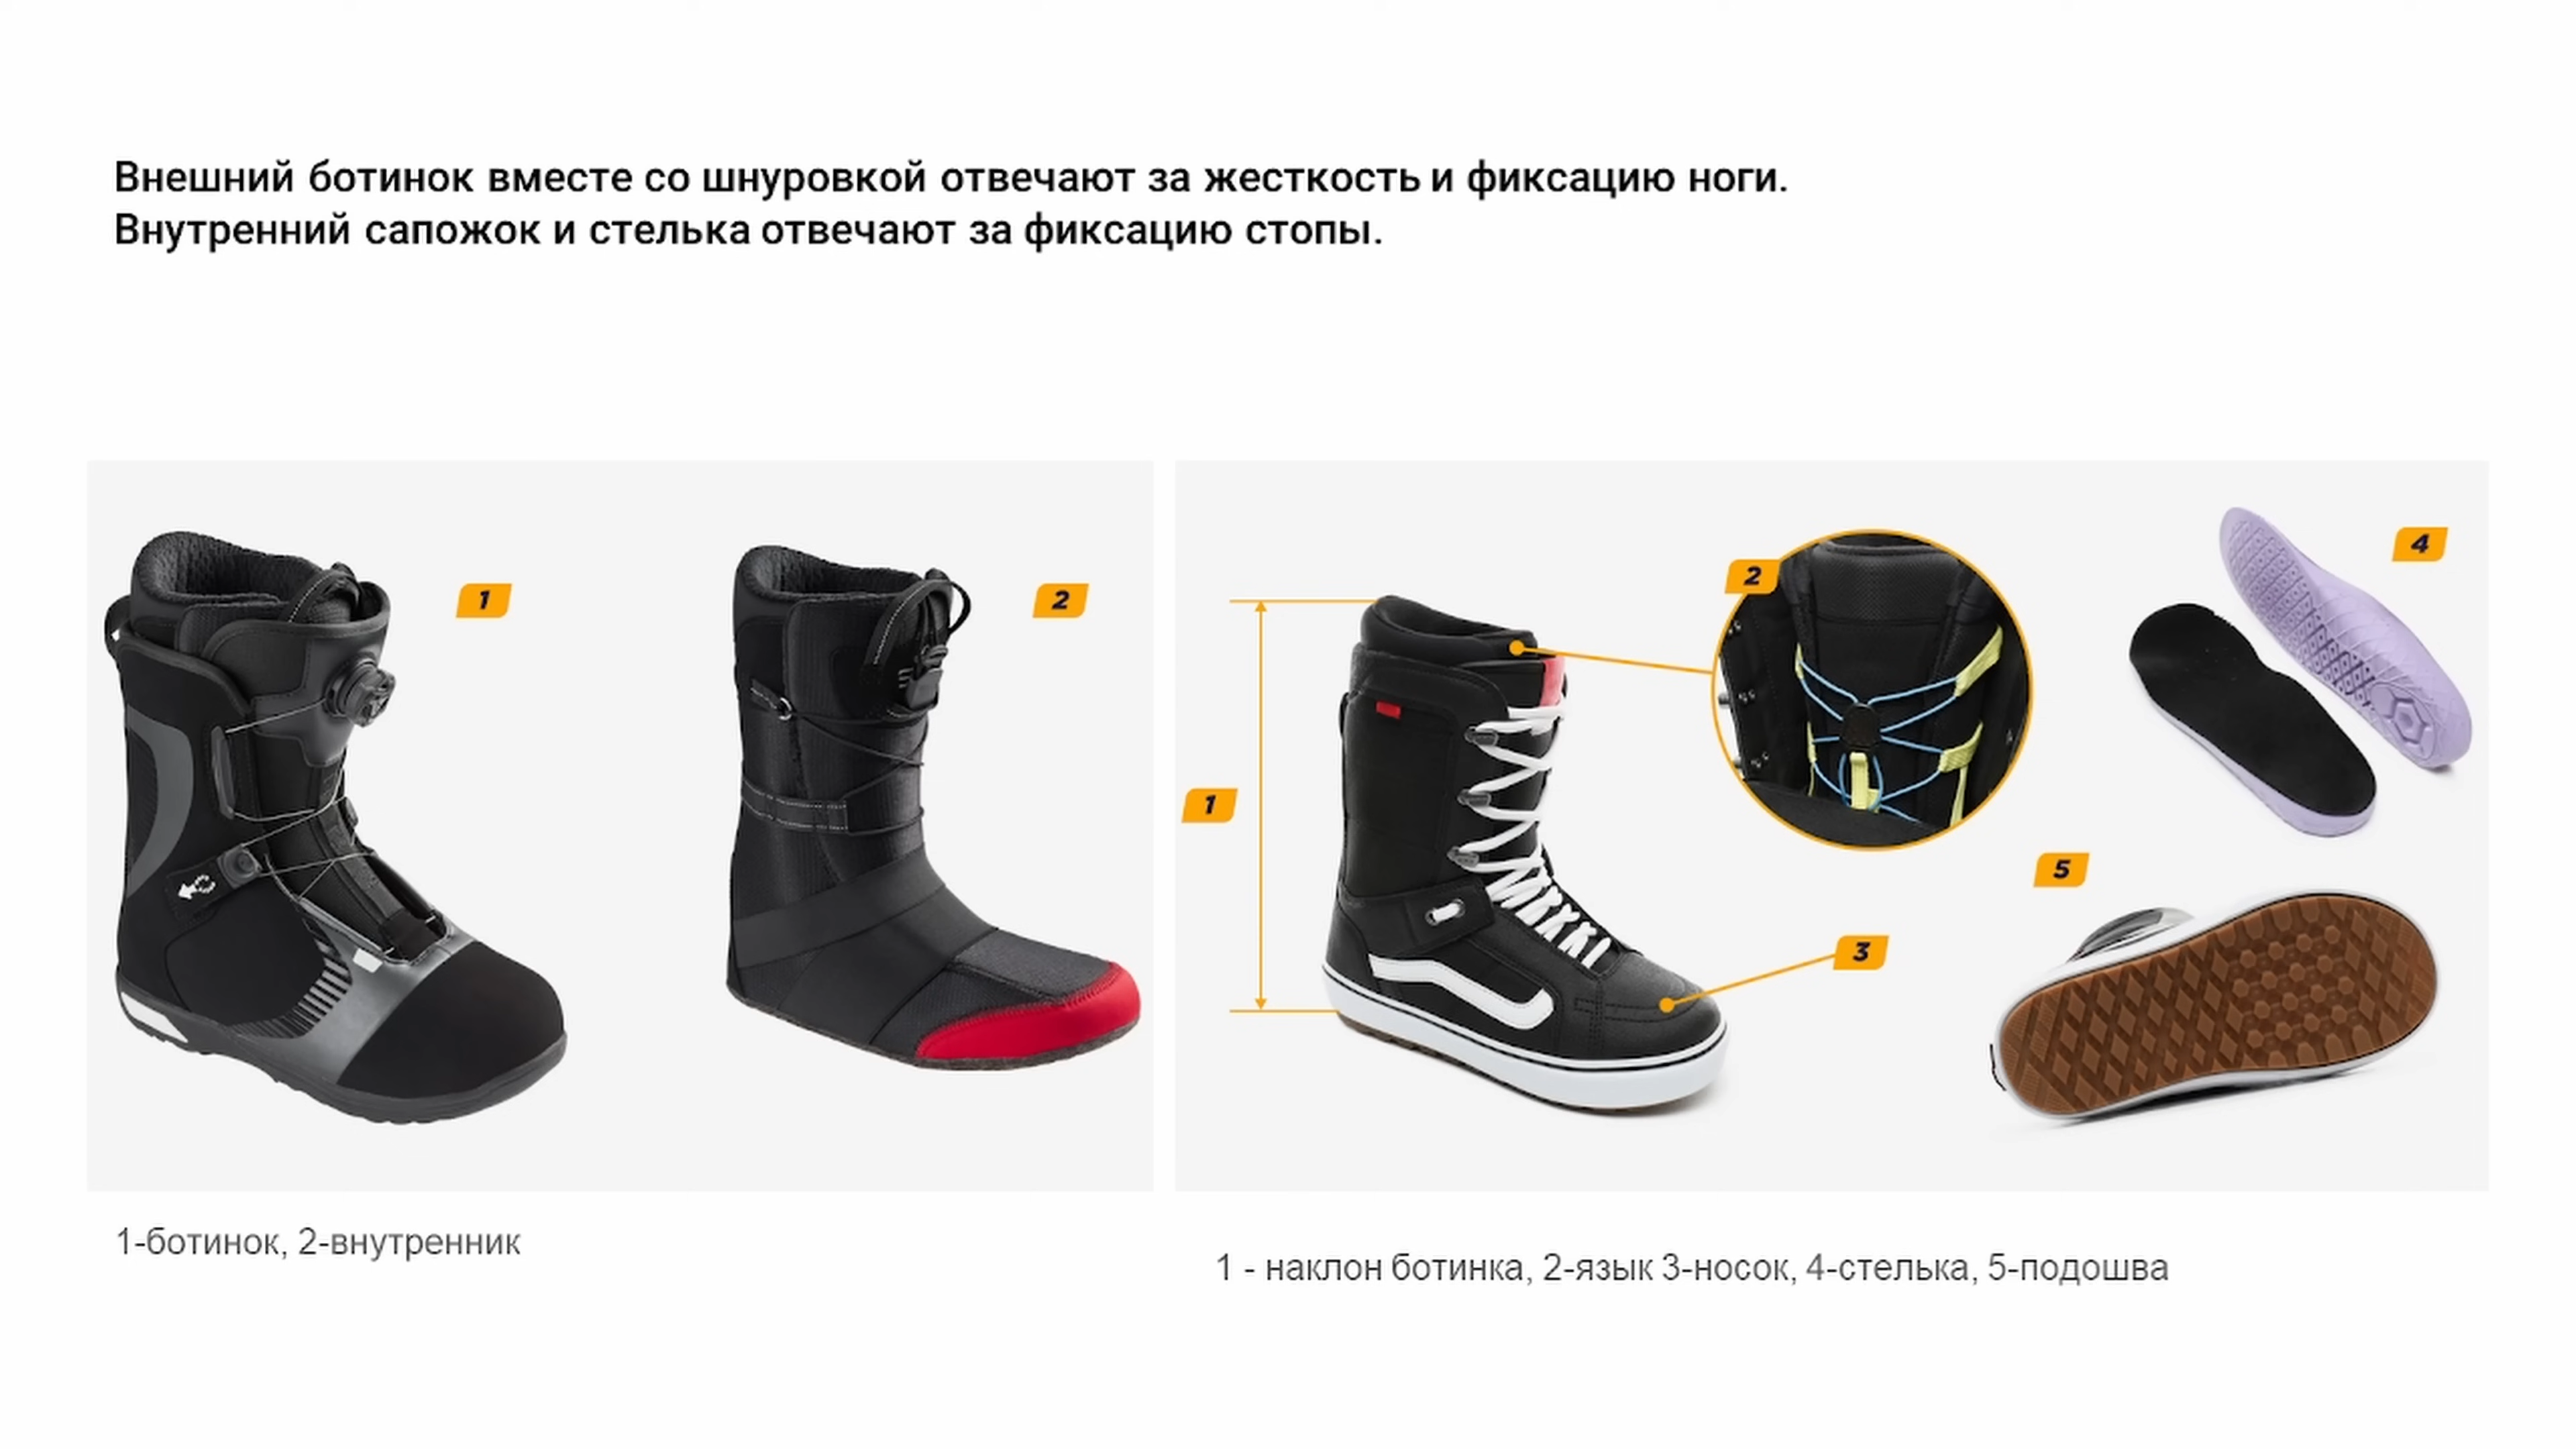 Внешний ботинок вместе со шнуровкой отвечают за жесткость и фиксацию ноги.
Внутренний сапожок и стелька отвечают за фиксацию стопы.
1
2
1
2
3
4
5
1-ботинок, 2-внутренник
1 - наклон ботинка, 2-язык 3-носок, 4-стелька, 5-подошва